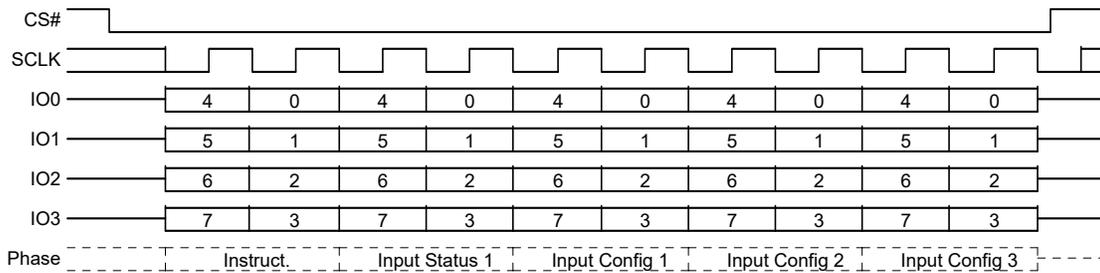 CS#
SCLK
IO0 4 0 4 0 4 0 4 0 4 0
IO1 5 1 5 1 5 1 5 1 5 1
IO2 6 2 6 2 6 2 6 2 6 2
IO3 7 3 7 3 7 3 7 3 7 3
Phase Instruct. Input Status 1 Input Config 1 Input Config 2 Input Config 3